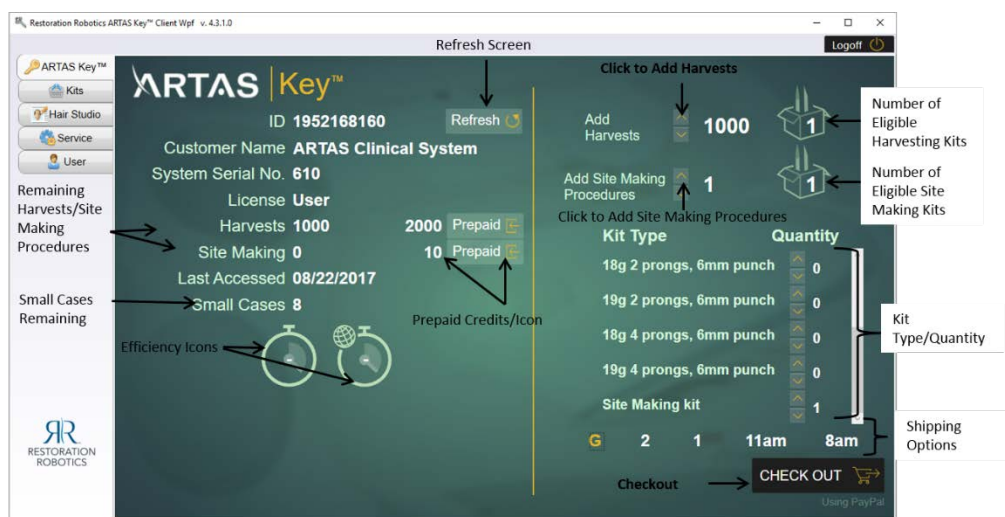 Restoration Robotics ARTAS Key™ Client Wpf v. 4.3.1.0
Refresh Screen
Logoff
ARTAS Key™
Kits
Hair Studio
Service
User
Remaining
Harvests/Site
Making
Procedures
Small Cases
Remaining
RR
RESTORATION
ROBOTICS
ARTAS | Key™
ID 1952168160 Refresh
Customer Name ARTAS Clinical System
System Serial No. 610
License User
Harvests 1000 2000 Prepaid
Site Making 0 10 Prepaid
Last Accessed 08/22/2017
Small Cases 8
Prepaid Credits/Icon
Efficiency Icons
Click to Add Harvests
Add
Harvests
1000
1
Number of
Eligible
Harvesting Kits
Add Site Making
Procedures
1
1
Number of
Eligible Site
Making Kits
Click to Add Site Making Procedures
Kit Type Quantity
18g 2 prongs, 6mm punch 0
19g 2 prongs, 6mm punch 0
18g 4 prongs, 6mm punch 0
19g 4 prongs, 6mm punch 0
Site Making kit 1
Kit
Type/Quantity
G 2 1 11am 8am
Shipping
Options
Checkout
CHECK OUT
Using PayPal